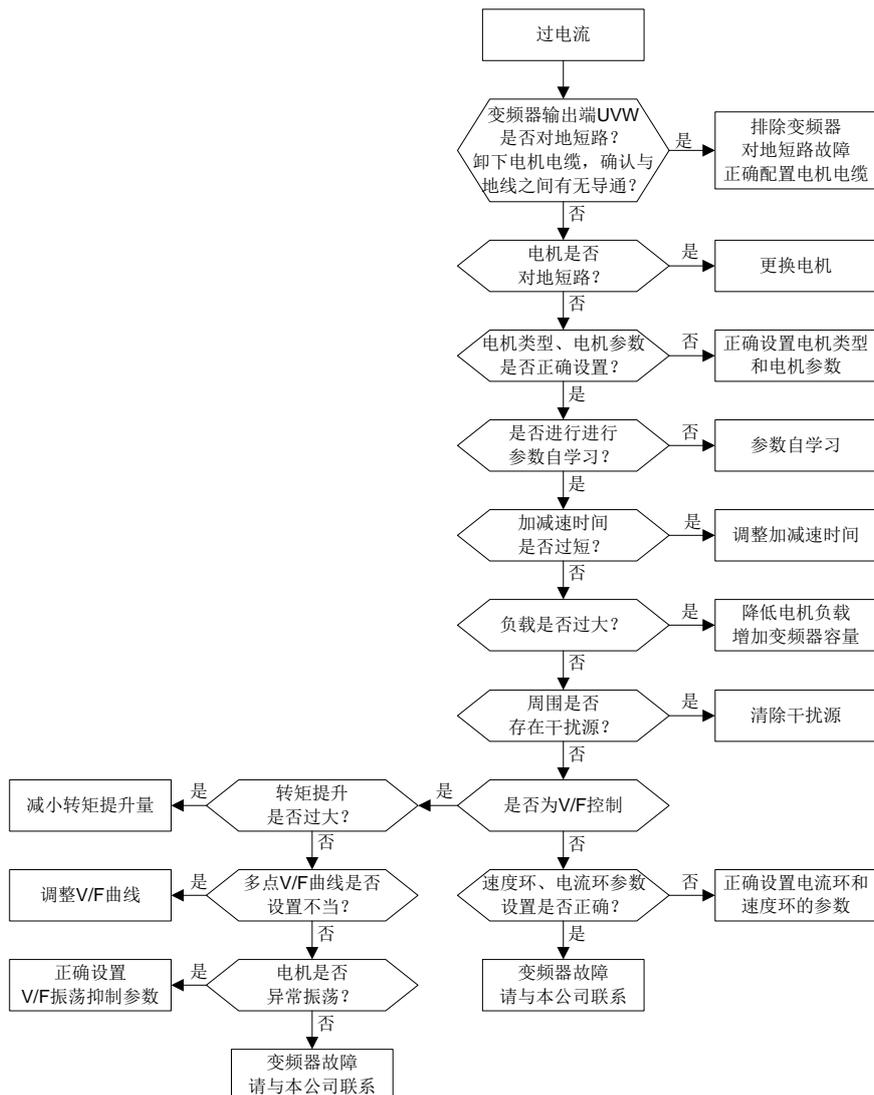 过电流
变频器输出端UVW
是否对地短路？
卸下电机电缆，确认与
地线之间有无导通？
是
排除变频器
对地短路故障
正确配置电机电缆
否
电机是否
对地短路？
是
更换电机
否
电机类型、电机参数
是否正确设置？
否
正确设置电机类型
和电机参数
是
是否进行进行
参数自学习？
否
参数自学习
是
加减速时间
是否过短？
是
调整加减速时间
否
负载是否过大？
是
降低电机负载
增加变频器容量
否
周围是否
存在干扰源？
是
清除干扰源
否
是否为V/F控制
是
转矩提升
是否过大？
是
减小转矩提升量
否
多点V/F曲线是否
设置不当？
是
调整V/F曲线
否
电机是否
异常振荡？
是
正确设置
V/F振荡抑制参数
否
变频器故障
请与本公司联系
否
速度环、电流环参数
设置是否正确？
否
正确设置电流环和
速度环的参数
是
变频器故障
请与本公司联系